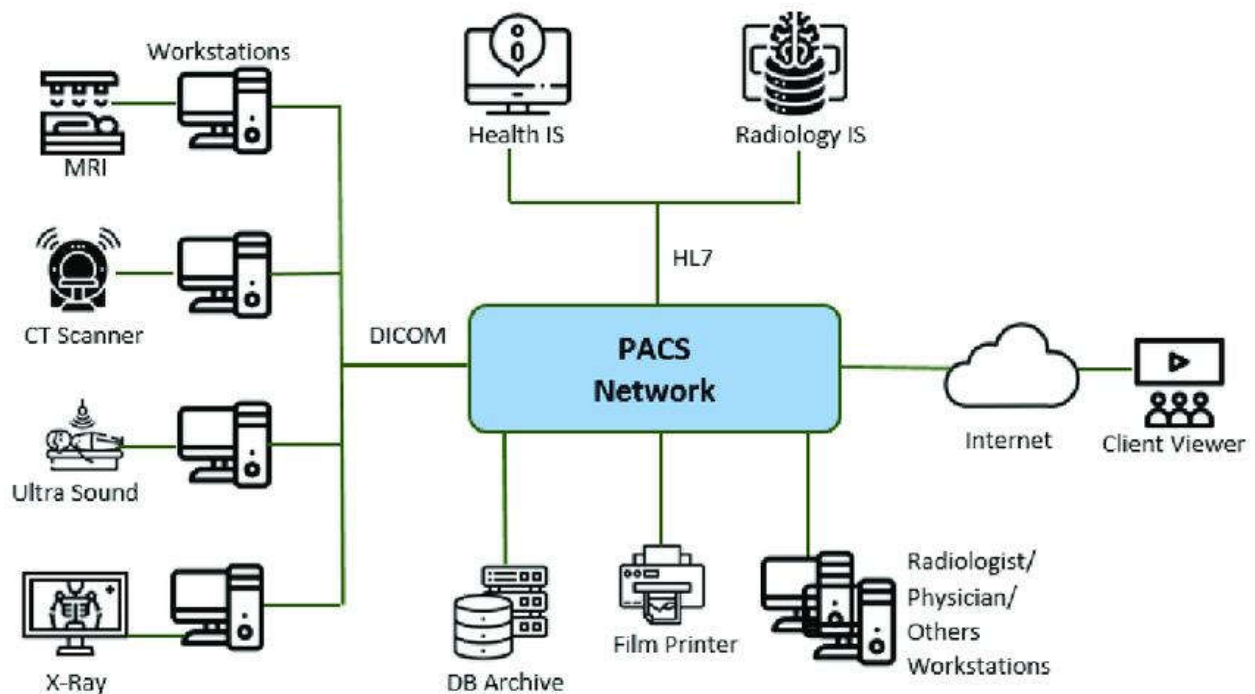 Workstations
MRI
Health IS
Radiology IS
HL7
CT Scanner
DICOM
PACS
Network
Ultra Sound
Internet
Client Viewer
X-Ray
DB Archive
Film Printer
Radiologist/
Physician/
Others
Workstations